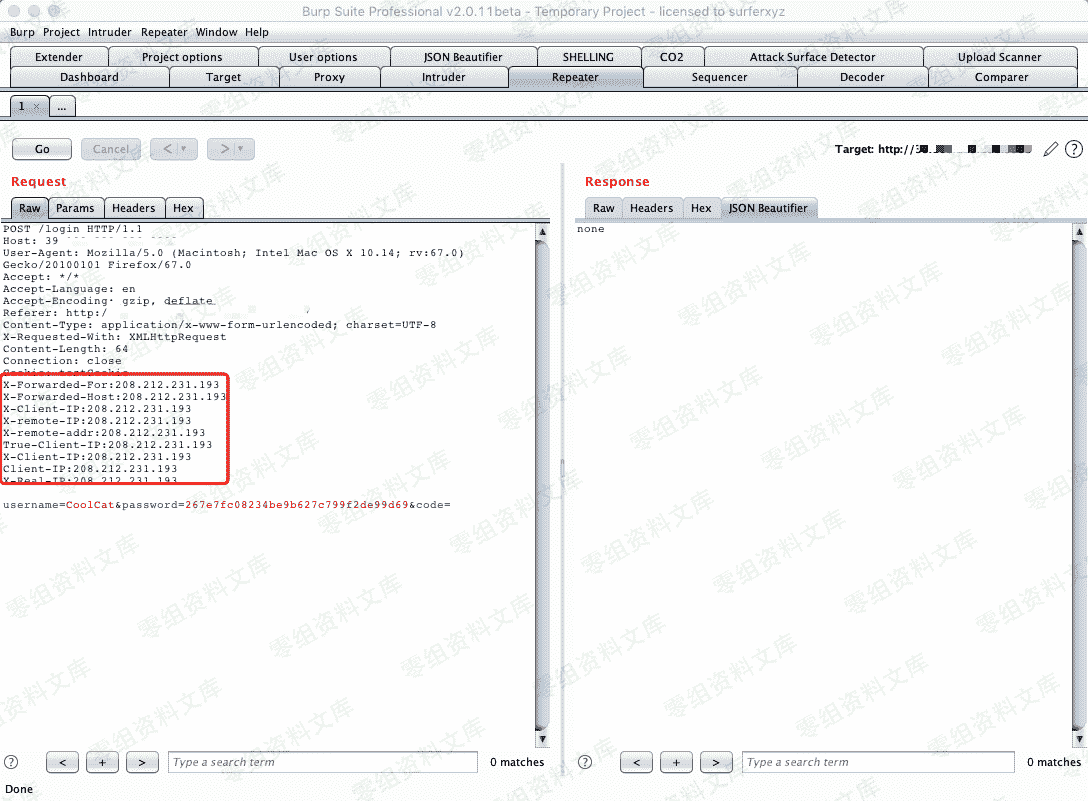 Burp Suite Professional v2.0.11beta - Temporary Project - licensed to surferxyz
Burp Project Intruder Repeater Window Help
Extender Project options User options JSON Beautifier SHELLING CO2 Attack Surface Detector Upload Scanner
Dashboard Target Proxy Intruder Repeater Sequencer Decoder Comparer
1 × ...
Go Cancel < ▾ > ▾ Target: http:// ?
Request
Raw Params Headers Hex
POST /login HTTP/1.1
Host: 39
User-Agent: Mozilla/5.0 (Macintosh; Intel Mac OS X 10.14; rv:67.0)
Gecko/20100101 Firefox/67.0
Accept: */*
Accept-Language: en
Accept-Encoding: gzip, deflate
Referer: http:/
Content-Type: application/x-www-form-urlencoded; charset=UTF-8
X-Requested-With: XMLHttpRequest
Content-Length: 64
Connection: close
X-Forwarded-For:208.212.231.193
X-Forwarded-Host:208.212.231.193
X-Client-IP:208.212.231.193
X-remote-IP:208.212.231.193
X-remote-addr:208.212.231.193
True-Client-IP:208.212.231.193
X-Client-IP:208.212.231.193
Client-IP:208.212.231.193
X-Real-IP:208.212.231.193
username=CoolCat&password=267e7fc08234be9b627c799f2de99d69&code=
? < + > Type a search term 0 matches
Response
Raw Headers Hex JSON Beautifier
none
? < + > Type a search term 0 matches
Done
零组资料文库